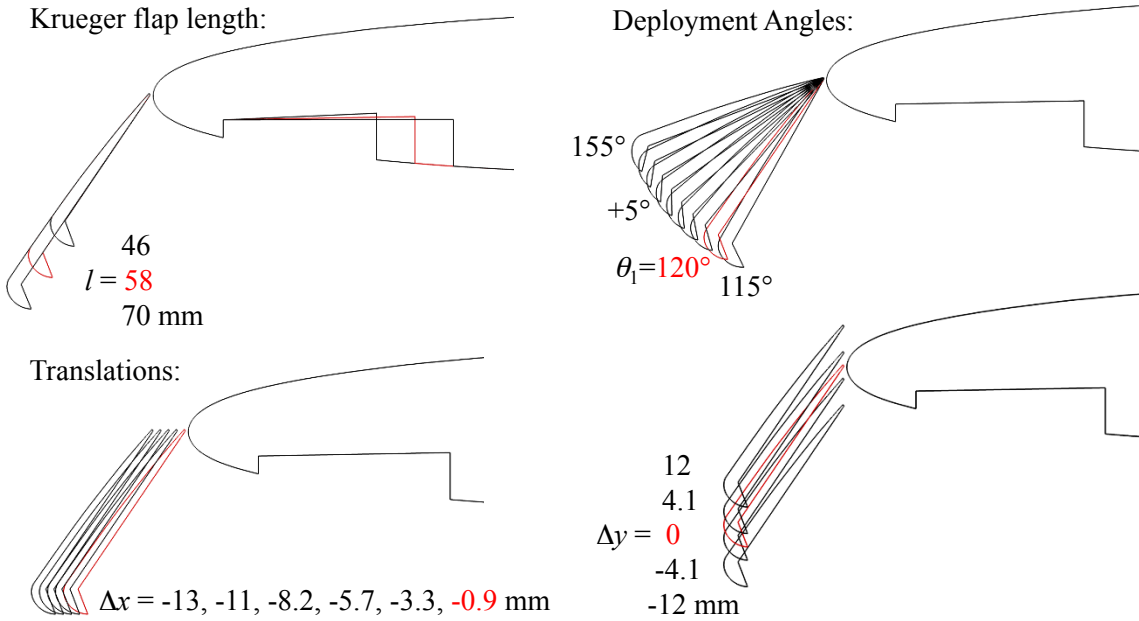 Krueger flap length:
46
l = 58
70 mm
Deployment Angles:
155°
+5°
θ₁=120°
115°
Translations:
Δx = -13, -11, -8.2, -5.7, -3.3, -0.9 mm
12
4.1
Δy = 0
-4.1
-12 mm